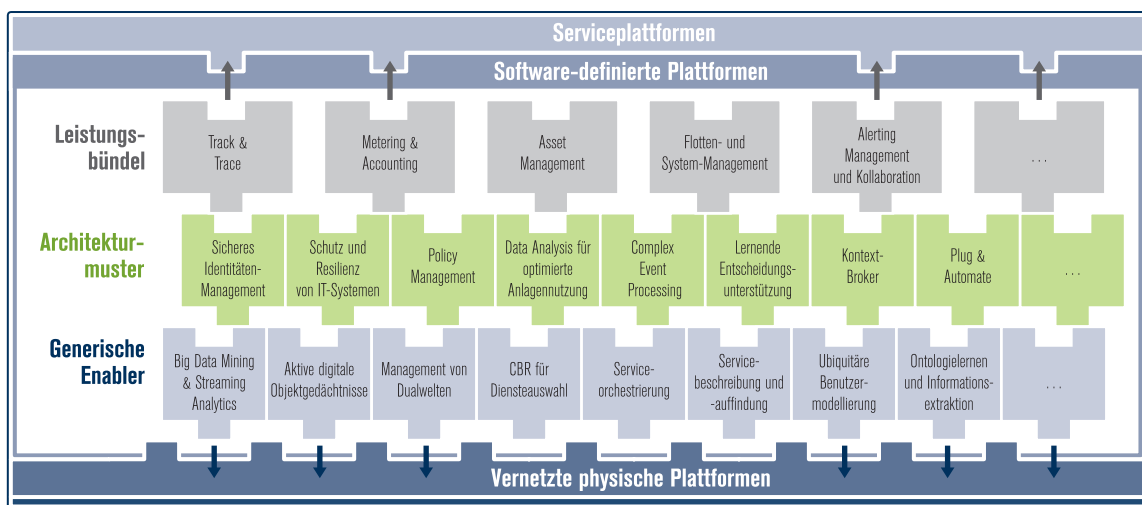 Serviceplattformen
Software-definierte Plattformen
Leistungs-
bündel
Track &
Trace
Metering &
Accounting
Asset
Management
Flotten- und
System-Management
Alerting
Management
und Kollaboration
...
Architektur-
muster
Sicheres
Identitäten-
Management
Schutz und
Resilienz
von IT-Systemen
Policy
Management
Data Analysis für
optimierte
Anlagennutzung
Complex
Event
Processing
Lernende
Entscheidungs-
unterstützung
Kontext-
Broker
Plug &
Automate
...
Generische
Enabler
Big Data Mining
& Streaming
Analytics
Aktive digitale
Objektgedächtnisse
Management von
Dualwelten
CBR für
Diensteauswahl
Service-
orchestrierung
Service-
beschreibung und
-auffindung
Ubiquitäre
Benutzer-
modellierung
Ontologielernen
und Informations-
extraktion
...
Vernetzte physische Plattformen